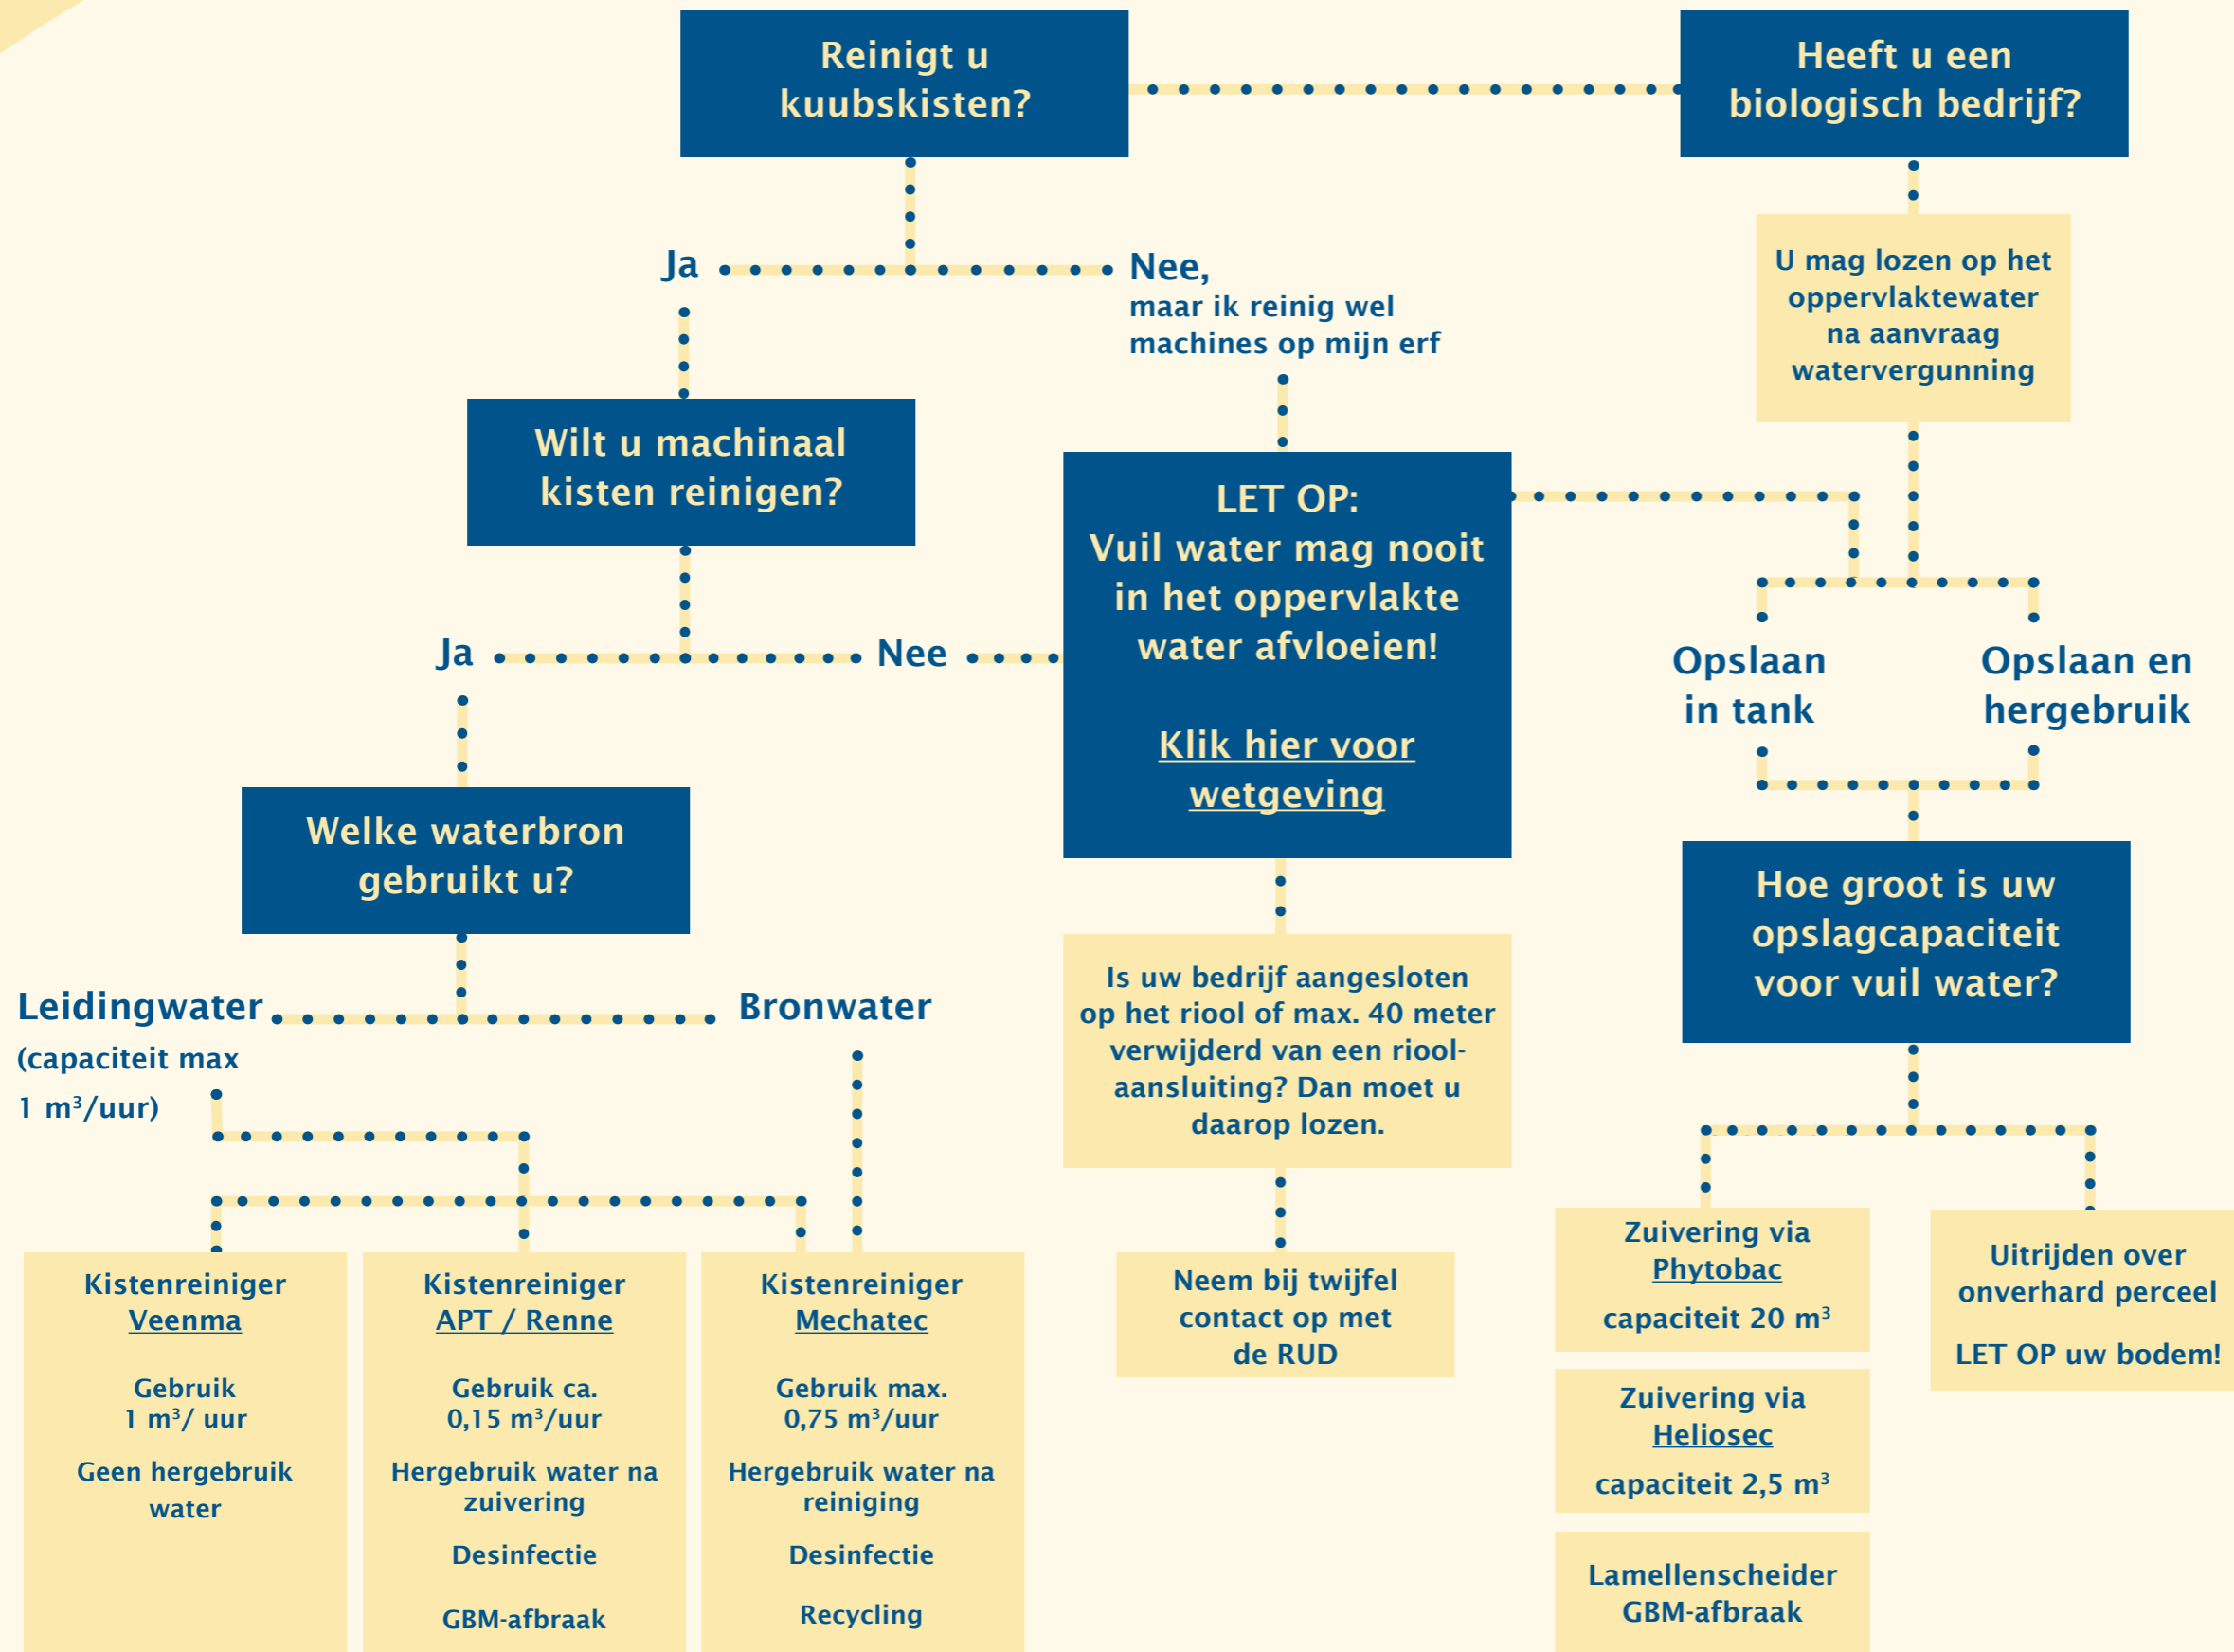 Reinigt u
kuubskisten?
Heeft u een
biologisch bedrijf?
Ja
Nee,
maar ik reinig wel
machines op mijn erf
U mag lozen op het
oppervlaktewater
na aanvraag
watervergunning
Wilt u machinaal
kisten reinigen?
LET OP:
Vuil water mag nooit
in het oppervlakte
water afvloeien!
Klik hier voor
wetgeving
Ja
Nee
Opslaan
in tank
Opslaan en
hergebruik
Welke waterbron
gebruikt u?
Hoe groot is uw
opslagcapaciteit
voor vuil water?
Leidingwater
(capaciteit max
1 m³/uur)
Bronwater
Is uw bedrijf aangesloten
op het riool of max. 40 meter
verwijderd van een riool-
aansluiting? Dan moet u
daarop lozen.
Kistenreiniger
Veenma
Gebruik
1 m³/ uur
Geen hergebruik
water
Kistenreiniger
APT / Renne
Gebruik ca.
0,15 m³/uur
Hergebruik water na
zuivering
Desinfectie
GBM-afbraak
Kistenreiniger
Mechatec
Gebruik max.
0,75 m³/uur
Hergebruik water na
reiniging
Desinfectie
Recycling
Neem bij twijfel
contact op met
de RUD
Zuivering via
Phytobac
capaciteit 20 m³
Zuivering via
Heliosec
capaciteit 2,5 m³
Lamellenscheider
GBM-afbraak
Uitrijden over
onverhard perceel
LET OP uw bodem!